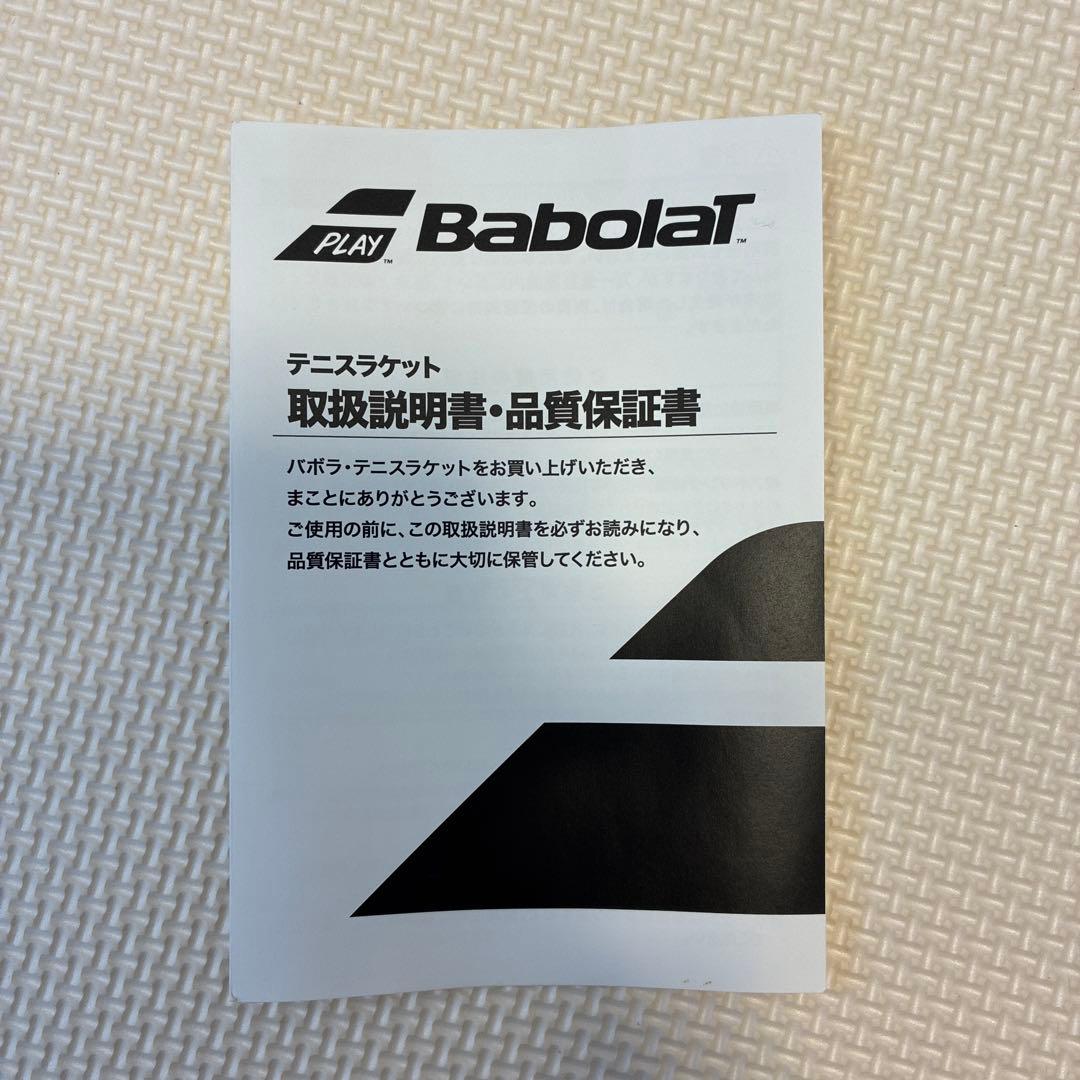 PLAY™ BabolaT™
テニスラケット
取扱説明書・品質保証書
バボラ・テニスラケットをお買い上げいただき、
まことにありがとうございます。
ご使用の前に、この取扱説明書を必ずお読みになり、
品質保証書とともに大切に保管してください。